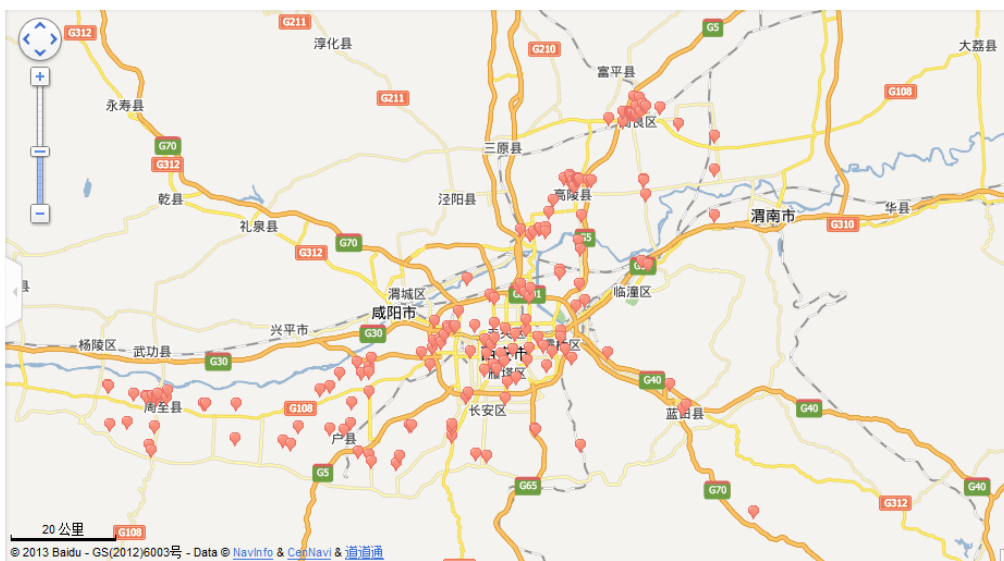 G211
G5
G312
淳化县
G210
大荔县
富平县
G108
G211
永寿县
阎良区
三原县
G70
G312
高陵县
乾县
泾阳县
华县
渭南市
礼泉县
G310
G5
G70
G312
临潼区
渭城区
咸阳市
兴平市
G30
杨陵区
武功县
G30
雁塔区
G40
周至县
G108
长安区
蓝田县
G40
户县
G5
G65
G70
G40
G312
20 公里
G108
© 2013 Baidu - GS(2012)6003号 - Data © NavInfo & CenNavi & 道道通